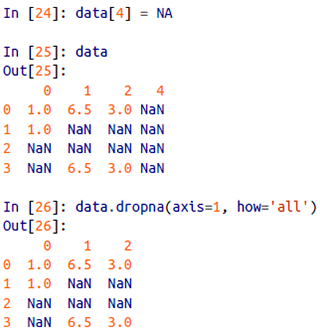 In [24]: data[4] = NA
In [25]: data
Out[25]:
     0    1    2   4
0  1.0  6.5  3.0 NaN
1  1.0  NaN  NaN NaN
2  NaN  NaN  NaN NaN
3  NaN  6.5  3.0 NaN
In [26]: data.dropna(axis=1, how='all')
Out[26]:
     0    1    2
0  1.0  6.5  3.0
1  1.0  NaN  NaN
2  NaN  NaN  NaN
3  NaN  6.5  3.0